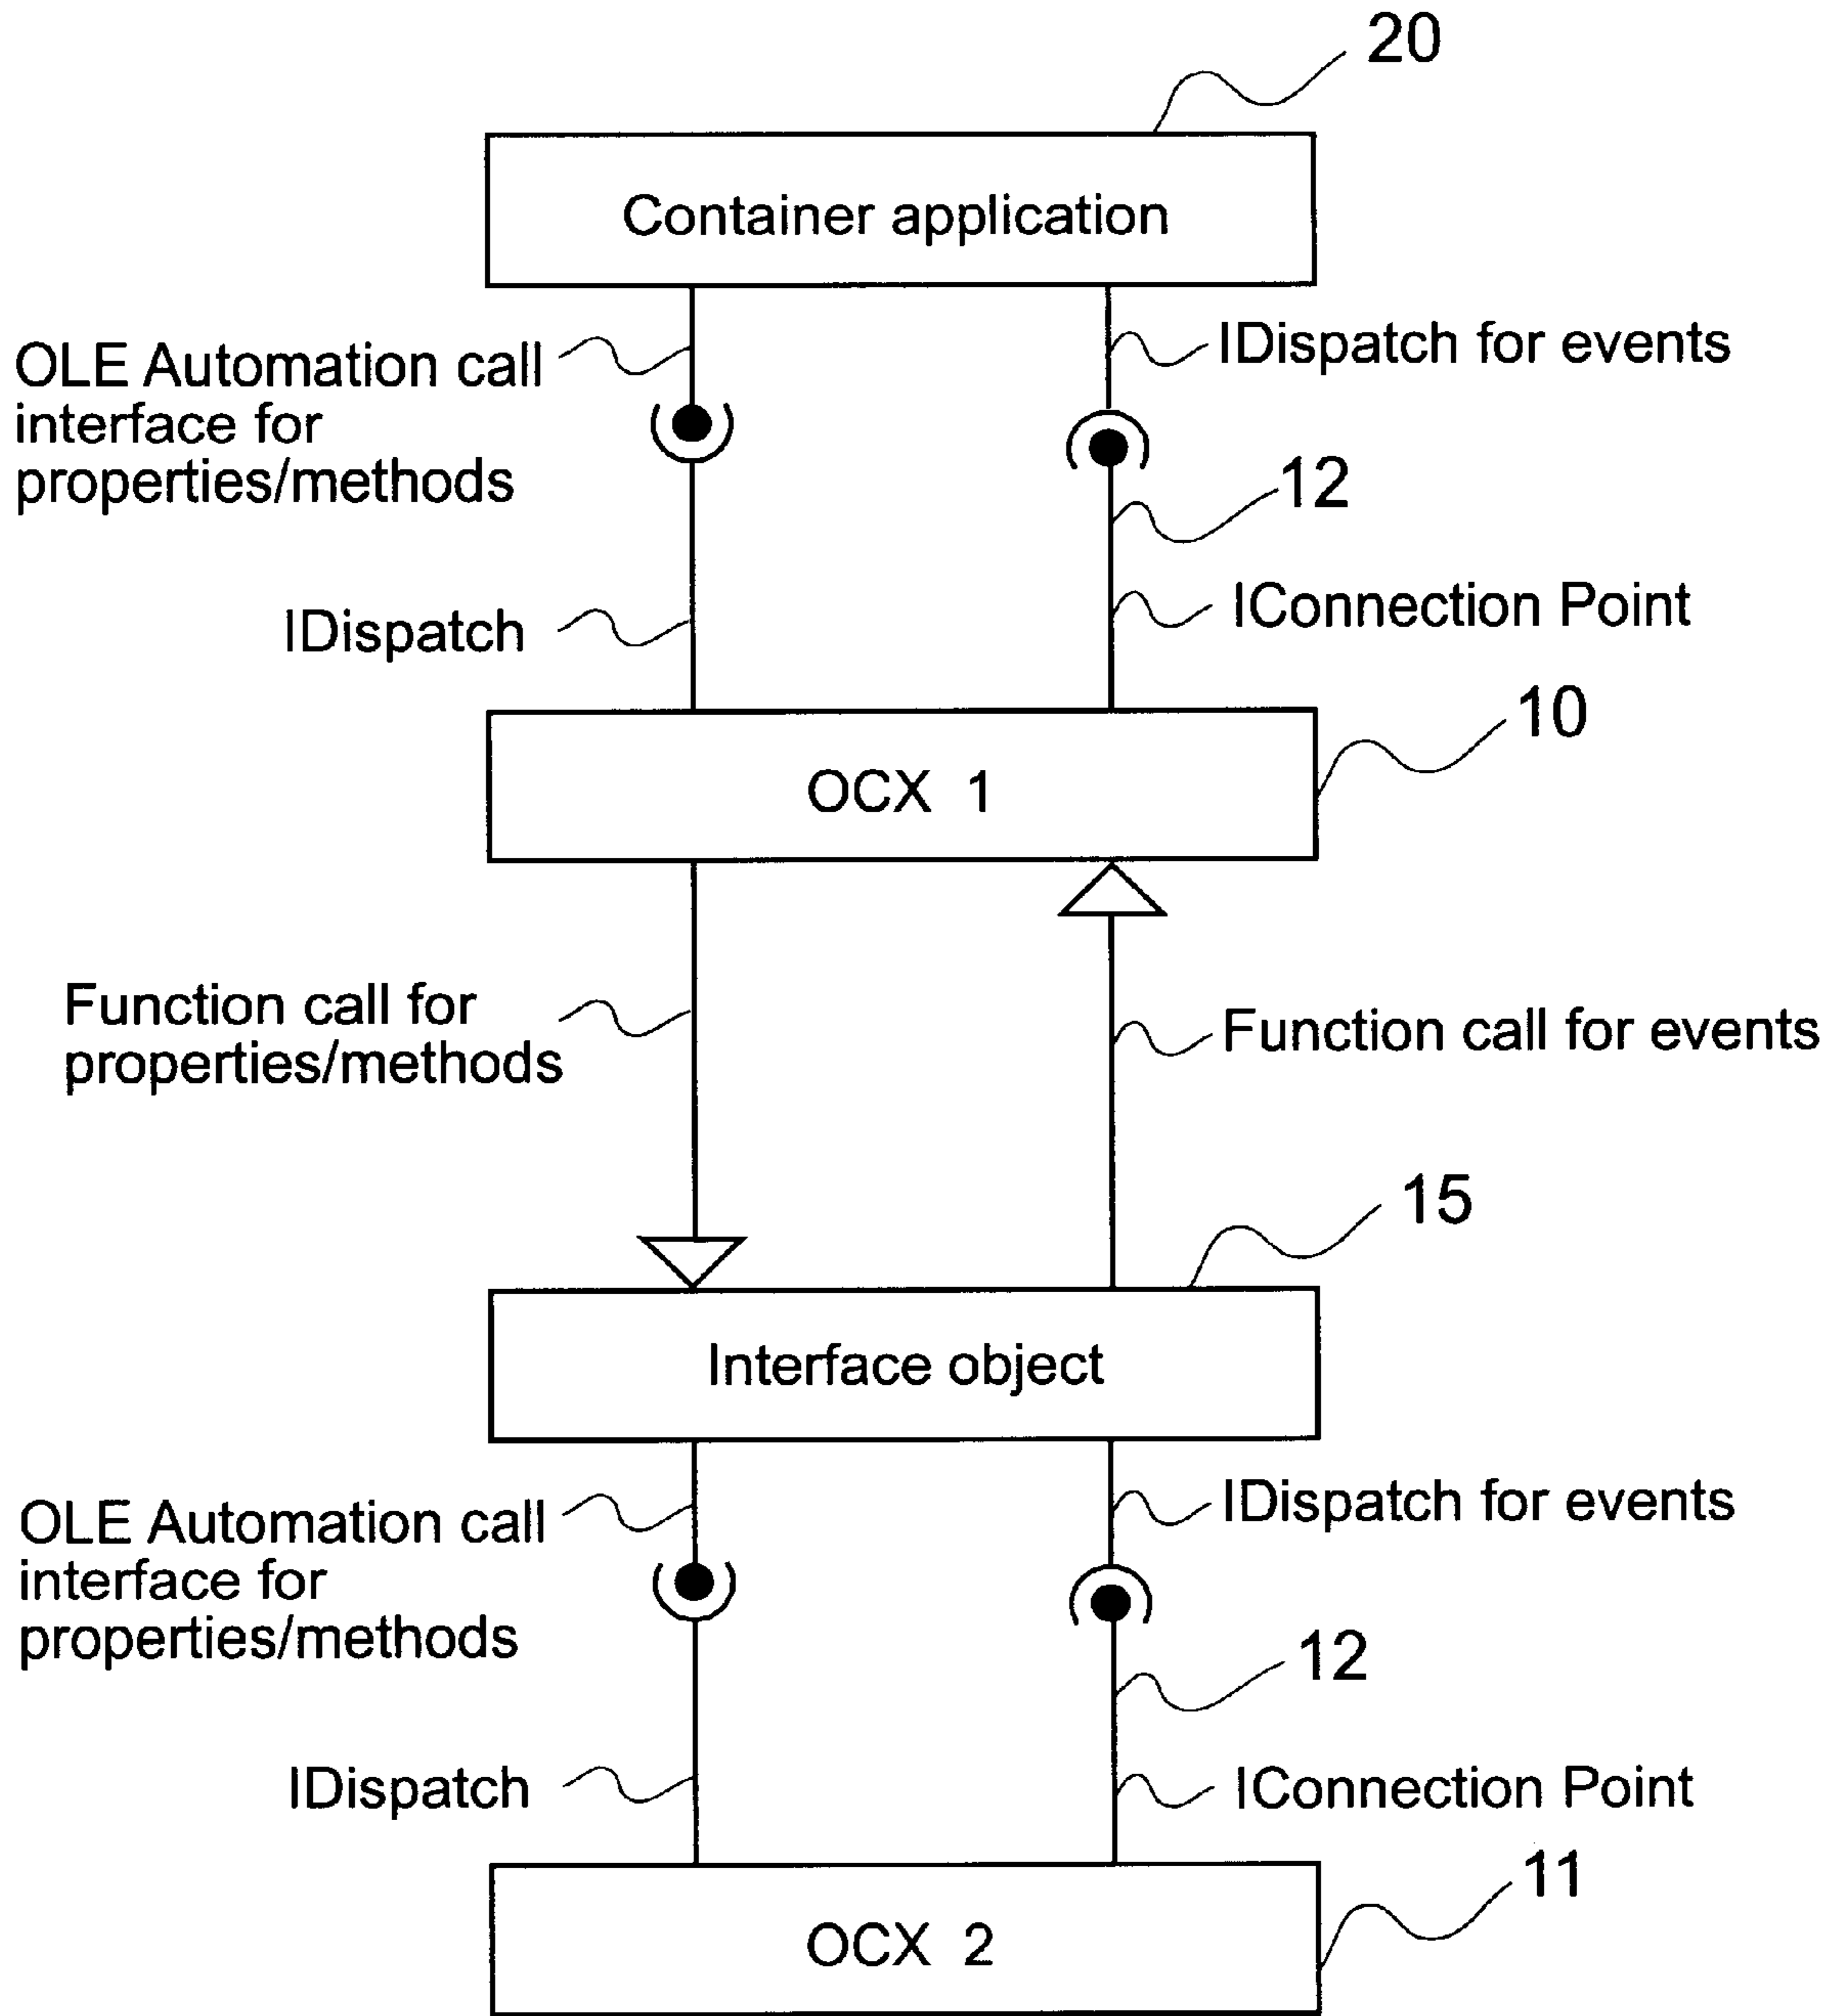 20
Container application
OLE Automation call
interface for
properties/methods
IDispatch for events
12
IDispatch
IConnection Point
10
OCX 1
Function call for
properties/methods
Function call for events
15
Interface object
OLE Automation call
interface for
properties/methods
IDispatch for events
12
IDispatch
IConnection Point
11
OCX 2